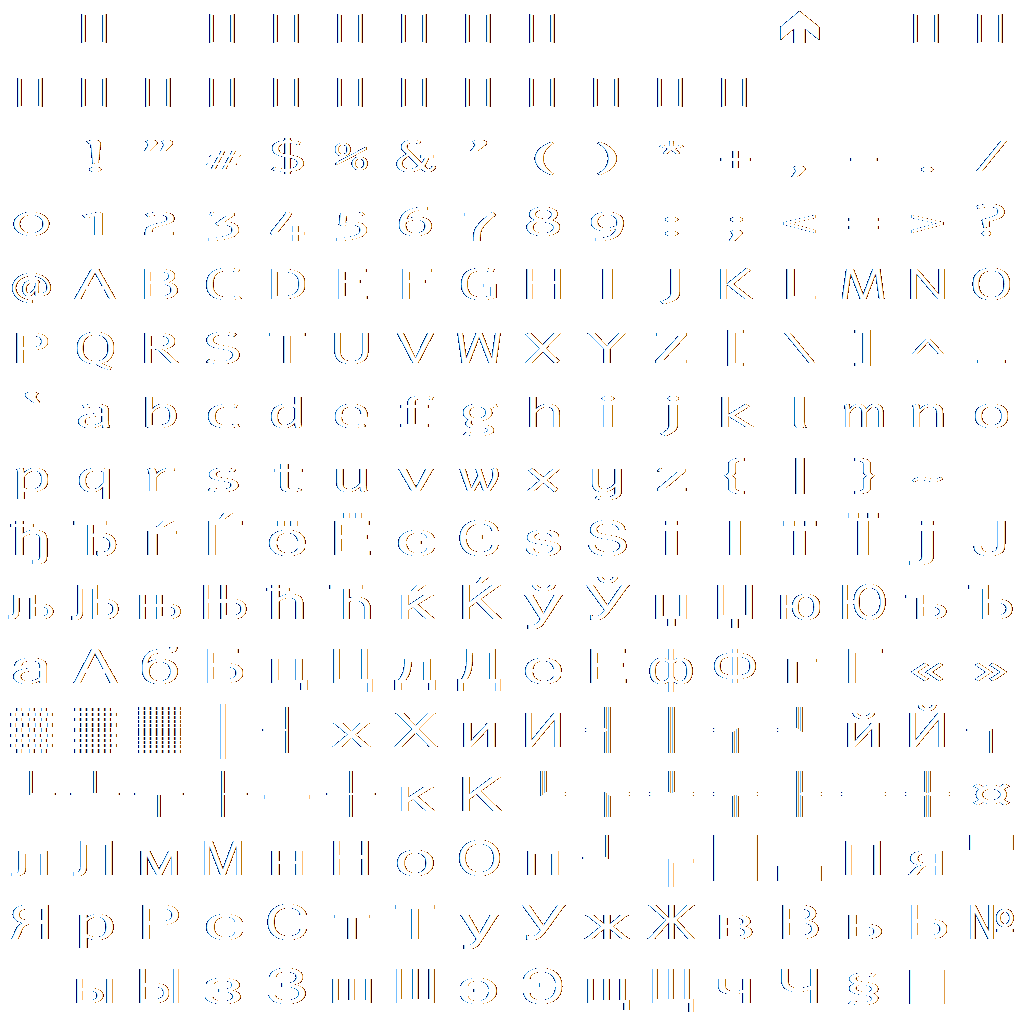 ↑
! " # $ % & ' ( ) * + , - . /
0 1 2 3 4 5 6 7 8 9 : ; < = > ?
@ A B C D E F G H I J K L M N O
P Q R S T U V W X Y Z [ \ ] ^ _
` a b c d e f g h i j k l m n o
p q r s t u v w x y z { | } ~
ђ Ђ ѓ Ѓ ё Ё є Є ѕ Ѕ і І ї Ї ј Ј
љ Љ њ Њ ћ Ћ ќ Ќ ў Ў џ Џ ю Ю ъ Ъ
а А б Б ц Ц д Д е Е ф Ф г Г « »
░ ▒ ▓ │ ┤ х Х и И ╣ ║ ╗ ╝ й Й ┐
└ ┴ ┬ ├ ─ ┼ к К ╚ ╔ ╩ ╦ ╠ ═ ╬ ¤
л Л м М н Н о О п ┘ ┌ █ ▄ П я ▀
Я р Р с С т Т у У ж Ж в В ь Ь №
ы Ы з З ш Ш э Э щ Щ ч Ч § ■